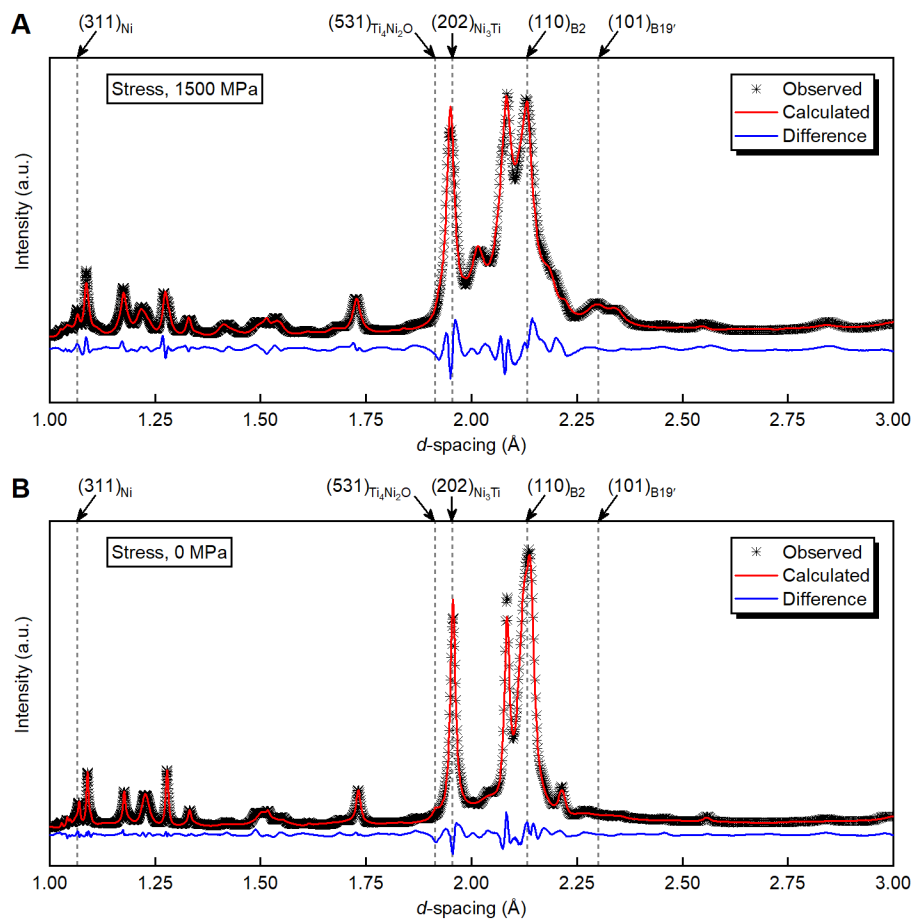 A
(311)Ni (531)Ti4Ni2O (202)Ni3Ti (110)B2 (101)B19′
Stress, 1500 MPa
Observed
Calculated
Difference
Intensity (a.u.)
1.00 1.25 1.50 1.75 2.00 2.25 2.50 2.75 3.00
d-spacing (Å)
B
(311)Ni (531)Ti4Ni2O (202)Ni3Ti (110)B2 (101)B19′
Stress, 0 MPa
Observed
Calculated
Difference
Intensity (a.u.)
1.00 1.25 1.50 1.75 2.00 2.25 2.50 2.75 3.00
d-spacing (Å)